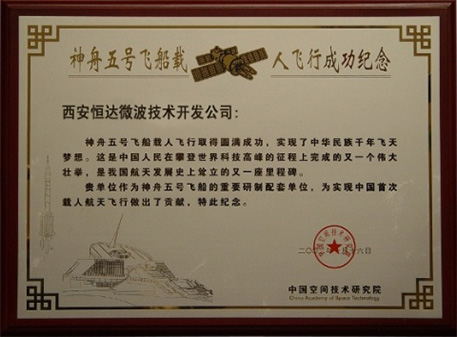 神舟五号飞船载人飞行成功纪念
西安恒达微波技术开发公司：
神舟五号飞船载人飞行取得圆满成功，实现了中华民族千年飞天
梦想。这是中国人民在攀登世界科技高峰的征程上完成的又一个伟大
壮举，是我国航天发展史上耸立的又一座里程碑。
贵单位作为神舟五号飞船的重要研制配套单位，为实现中国首次
载人航天飞行做出了贡献，特此纪念。
中国空间技术研究院
China Academy of Space Technology